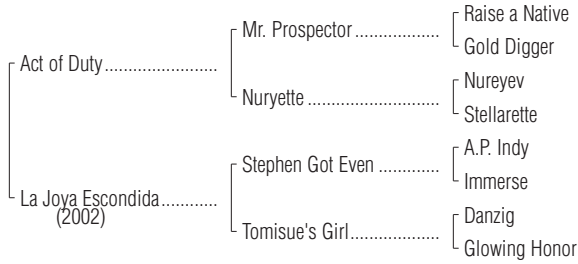 Raise a Native
Mr. Prospector...................
Gold Digger
Act of Duty.........................
Nureyev
Nuryette..............................
Stellarette
A.P. Indy
Stephen Got Even..............
Immerse
La Joya Escondida............
(2002)
Danzig
Tomisue's Girl....................
Glowing Honor